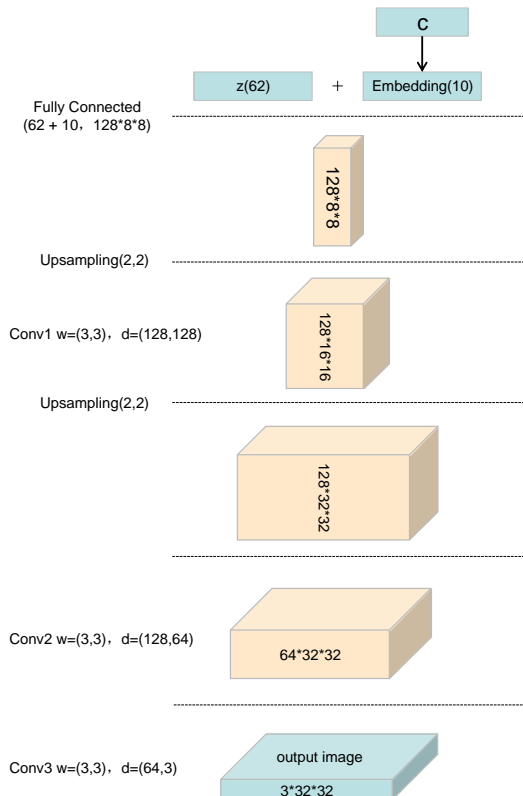 C
z(62) + Embedding(10)
Fully Connected
(62 + 10，128*8*8)
128*8*8
Upsampling(2,2)
Conv1 w=(3,3)，d=(128,128)
128*16*16
Upsampling(2,2)
128*32*32
Conv2 w=(3,3)，d=(128,64)
64*32*32
output image
Conv3 w=(3,3)，d=(64,3)
3*32*32